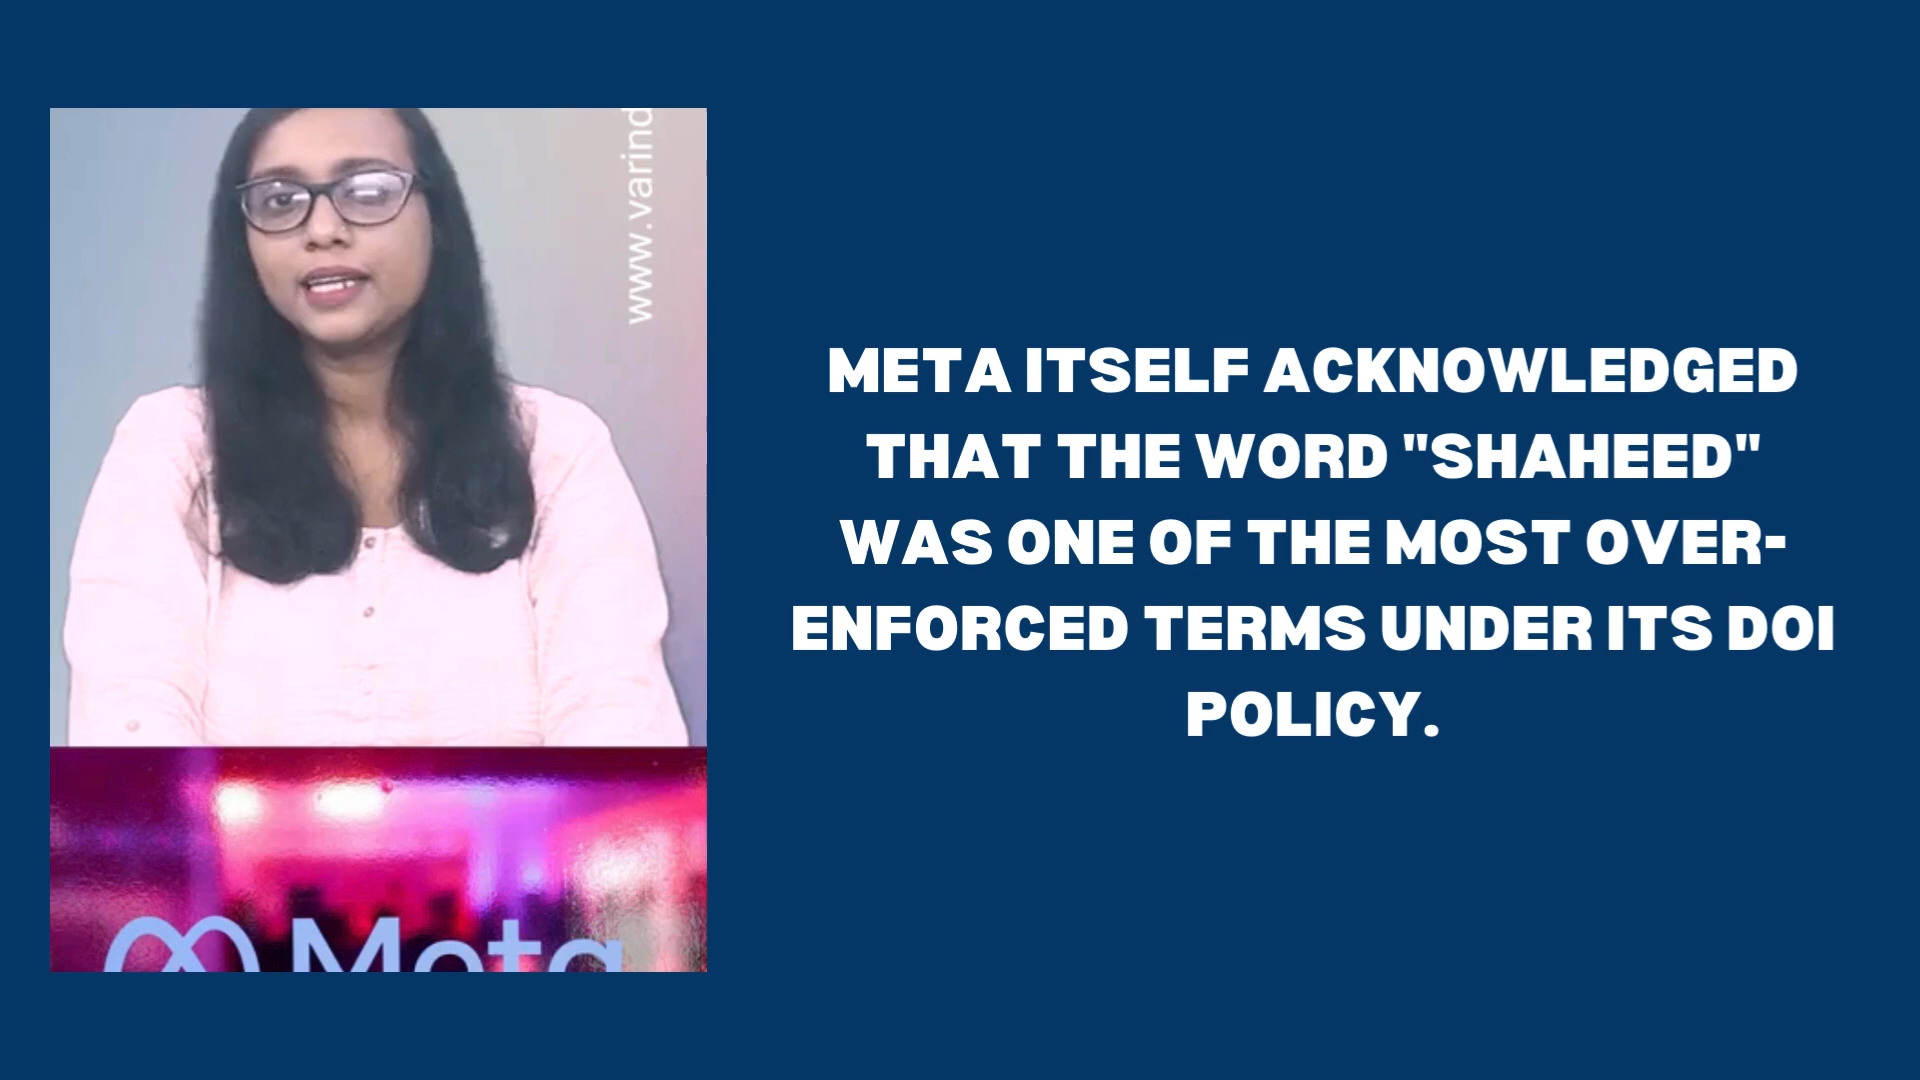 www.varind
META ITSELF ACKNOWLEDGED
THAT THE WORD "SHAHEED"
WAS ONE OF THE MOST OVER-
ENFORCED TERMS UNDER ITS DOI
POLICY.
Meta